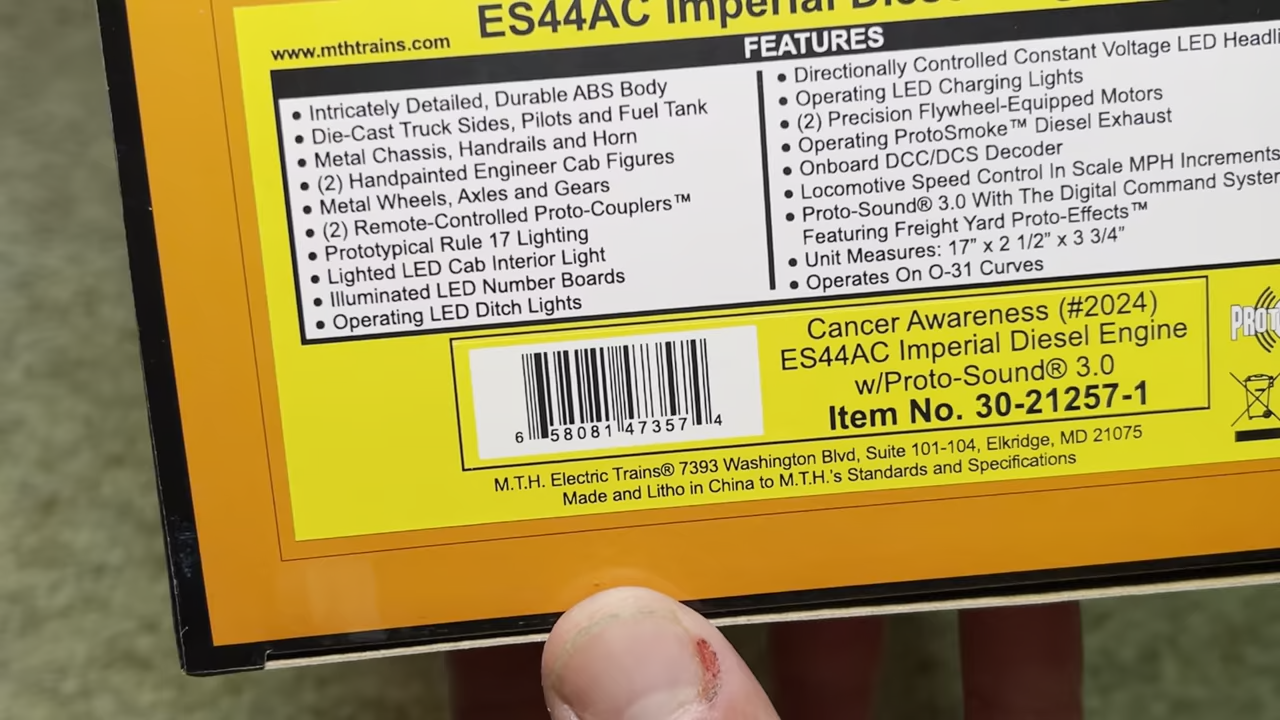 ES44AC Imperial
www.mthtrains.com
FEATURES
• Intricately Detailed, Durable ABS Body
• Die-Cast Truck Sides, Pilots and Fuel Tank
• Metal Chassis, Handrails and Horn
• (2) Handpainted Engineer Cab Figures
• Metal Wheels, Axles and Gears
• (2) Remote-Controlled Proto-Couplers™
• Prototypical Rule 17 Lighting
• Lighted LED Cab Interior Light
• Illuminated LED Number Boards
• Operating LED Ditch Lights
• Directionally Controlled Constant Voltage LED Headli
• Operating LED Charging Lights
• (2) Precision Flywheel-Equipped Motors
• Operating ProtoSmoke™ Diesel Exhaust
• Onboard DCC/DCS Decoder
• Locomotive Speed Control In Scale MPH Increments
• Proto-Sound® 3.0 With The Digital Command System
Featuring Freight Yard Proto-Effects™
• Unit Measures: 17” x 2 1/2” x 3 3/4”
• Operates On O-31 Curves
6 58081 47357 4
Cancer Awareness (#2024)
ES44AC Imperial Diesel Engine
w/Proto-Sound® 3.0
Item No. 30-21257-1
PROT
M.T.H. Electric Trains® 7393 Washington Blvd, Suite 101-104, Elkridge, MD 21075
Made and Litho in China to M.T.H.'s Standards and Specifications